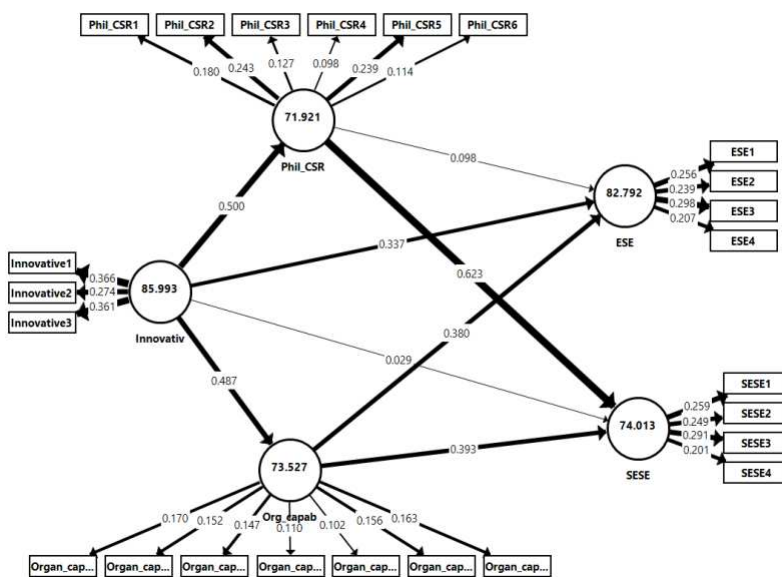 Phil_CSR1 Phil_CSR2 Phil_CSR3 Phil_CSR4 Phil_CSR5 Phil_CSR6
0.180 0.243 0.127 0.098 0.239 0.114
71.921
Phil_CSR
0.098
0.500
0.337
0.623
0.380
0.029
0.487
0.393
ESE1
ESE2
ESE3
ESE4
0.256
0.239
0.298
0.207
82.792
ESE
Innovative1
Innovative2
Innovative3
0.366
0.274
0.361
85.993
Innovativ
SESE1
SESE2
SESE3
SESE4
0.259
0.249
0.291
0.201
74.013
SESE
73.527
Org_capab
0.170 0.152 0.147 0.110 0.102 0.156 0.163
Organ_cap... Organ_cap... Organ_cap... Organ_cap... Organ_cap... Organ_cap... Organ_cap...